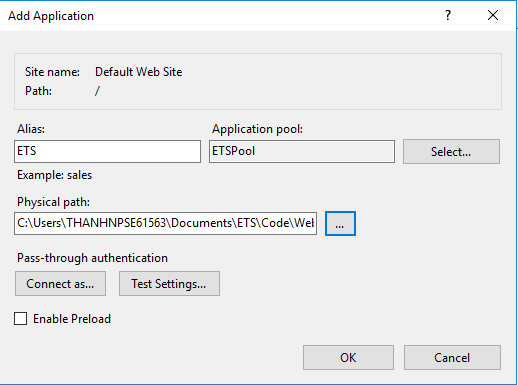 Add Application
?
Site name: Default Web Site
Path: /
Alias: Application pool:
ETS ETSPool Select...
Example: sales
Physical path:
C:\Users\THANHNPSE61563\Documents\ETS\Code\Wel ...
Pass-through authentication
Connect as... Test Settings...
Enable Preload
OK Cancel